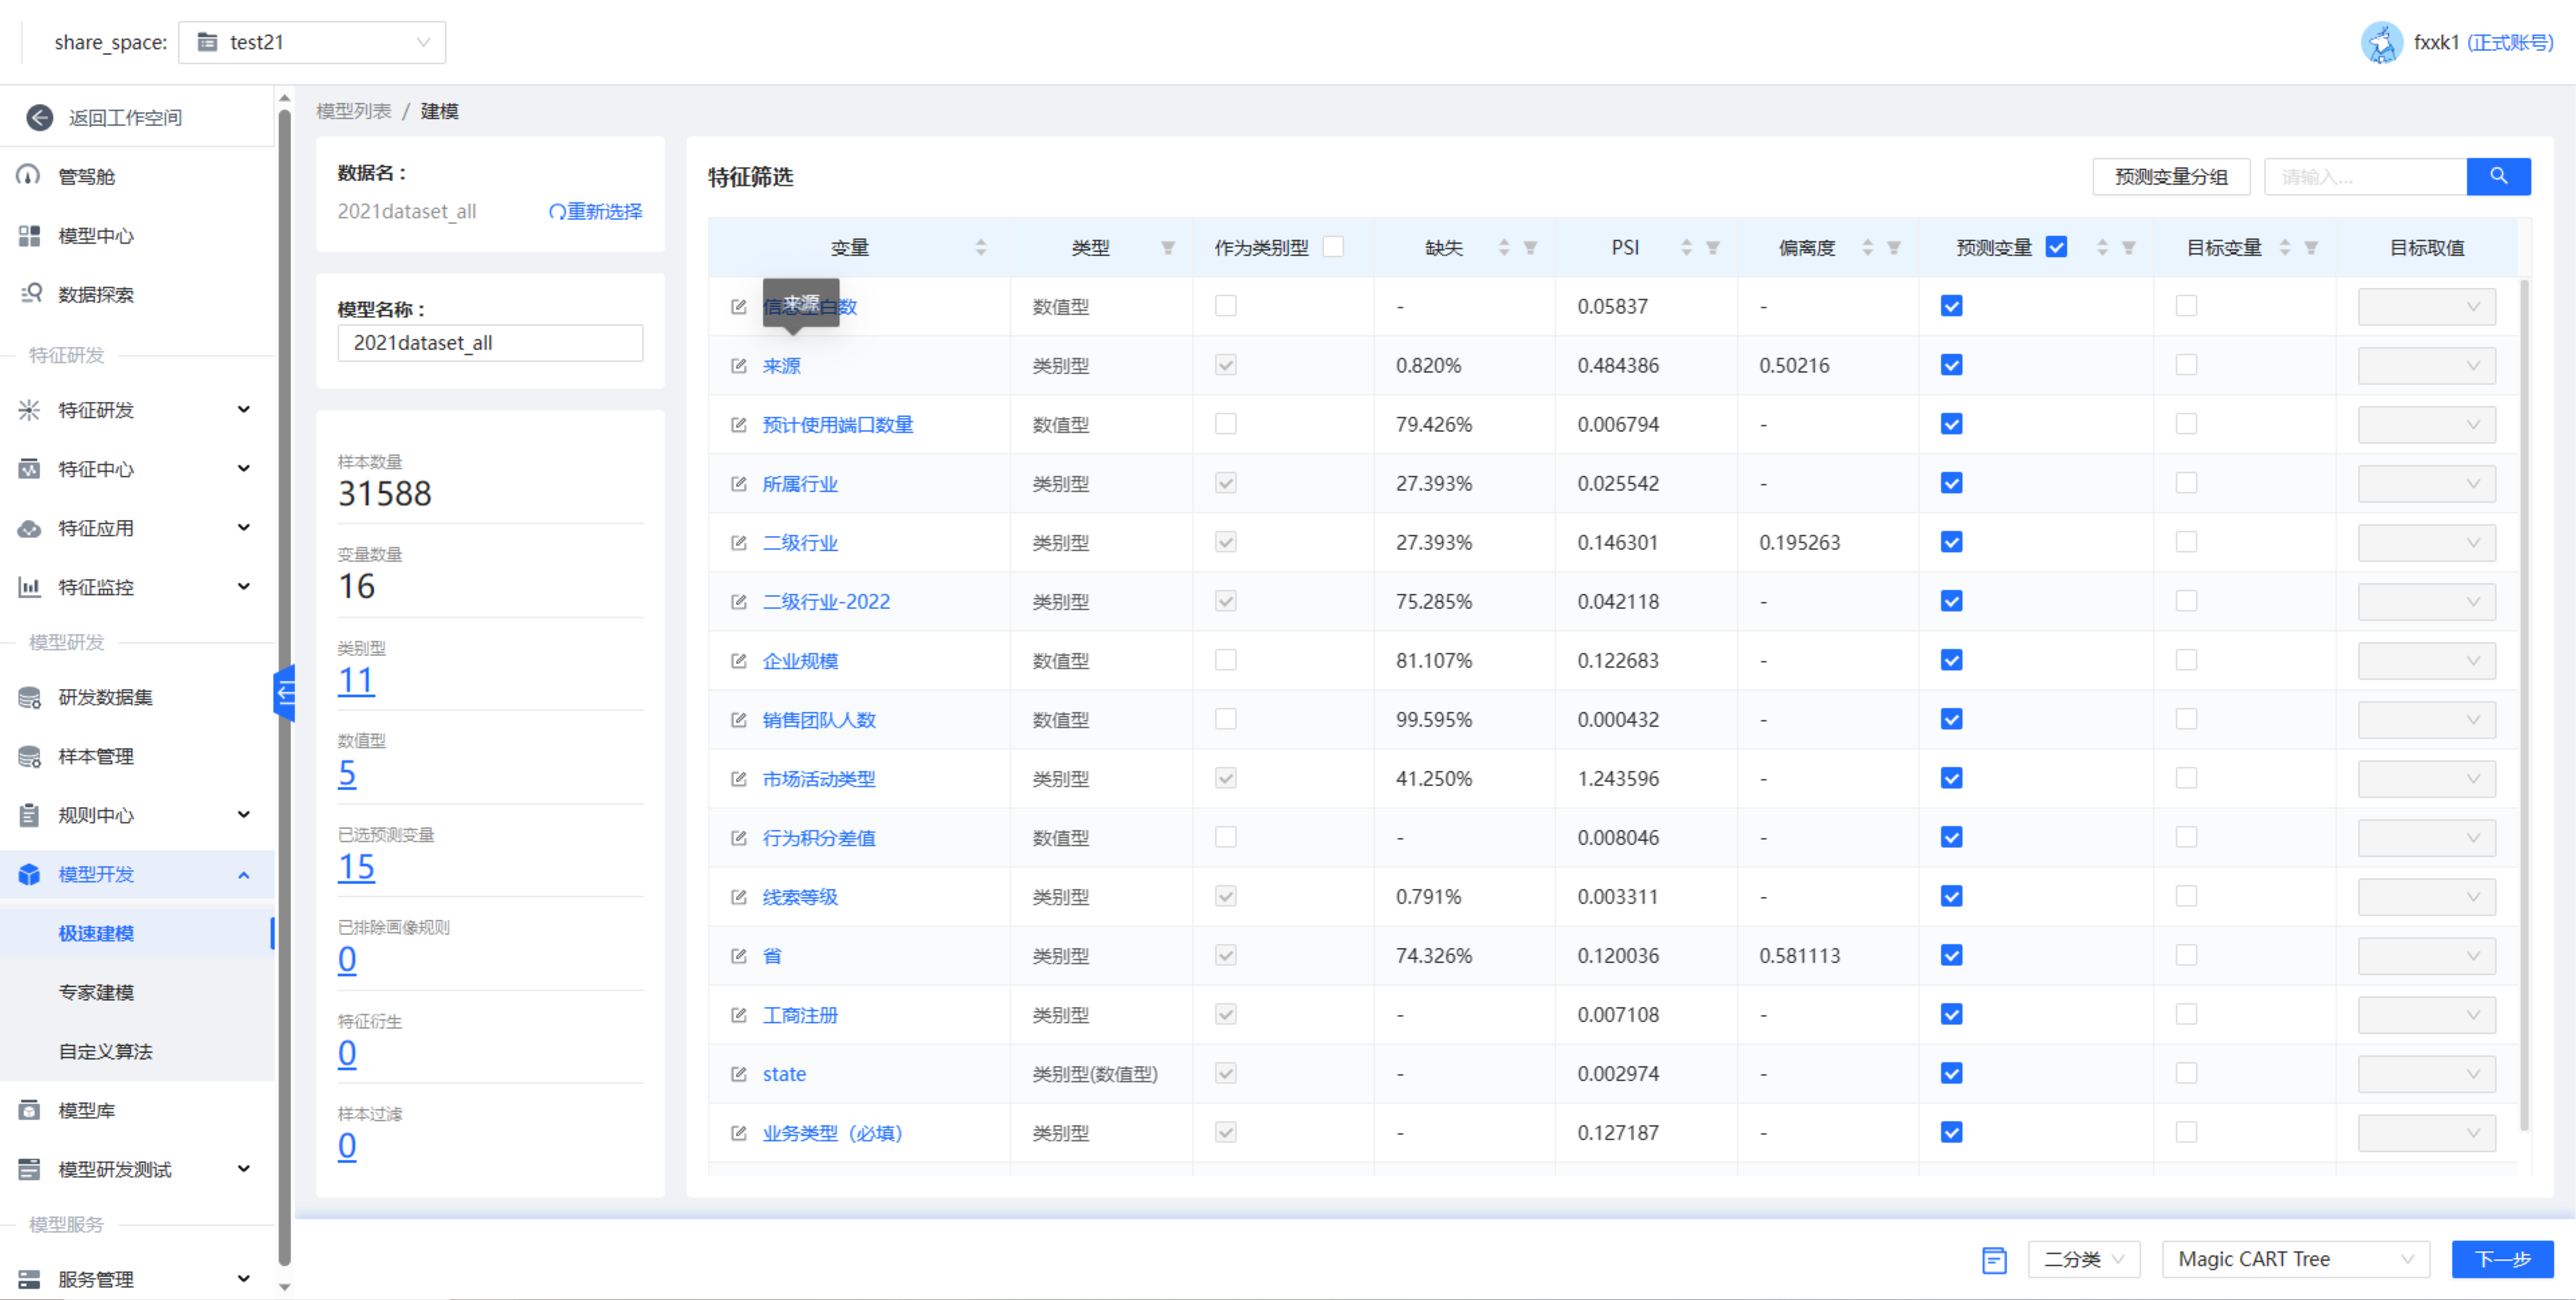 share_space: test21 fxxk1 (正式账号)
返回工作空间
管驾舱
模型中心
数据探索
特征研发
特征研发
特征中心
特征应用
特征监控
模型研发
研发数据集
样本管理
规则中心
模型开发
极速建模
专家建模
自定义算法
模型库
模型研发测试
模型服务
服务管理
模型列表 / 建模
数据名：
2021dataset_all 重新选择
模型名称：
2021dataset_all
样本数量
31588
变量数量
16
类别型
11
数值型
5
已选预测变量
15
已排除画像规则
0
特征衍生
0
样本过滤
0
特征筛选 预测变量分组 请输入...
变量 类型 作为类别型 缺失 PSI 偏离度 预测变量 目标变量 目标取值
来源
白数 数值型 - 0.05837 -
来源 类别型 0.820% 0.484386 0.50216
预计使用端口数量 数值型 79.426% 0.006794 -
所属行业 类别型 27.393% 0.025542 -
二级行业 类别型 27.393% 0.146301 0.195263
二级行业-2022 类别型 75.285% 0.042118 -
企业规模 数值型 81.107% 0.122683 -
销售团队人数 数值型 99.595% 0.000432 -
市场活动类型 类别型 41.250% 1.243596 -
行为积分差值 数值型 - 0.008046 -
线索等级 类别型 0.791% 0.003311 -
省 类别型 74.326% 0.120036 0.581113
工商注册 类别型 - 0.007108 -
state 类别型(数值型) - 0.002974 -
业务类型（必填） 类别型 - 0.127187 -
二分类 Magic CART Tree 下一步